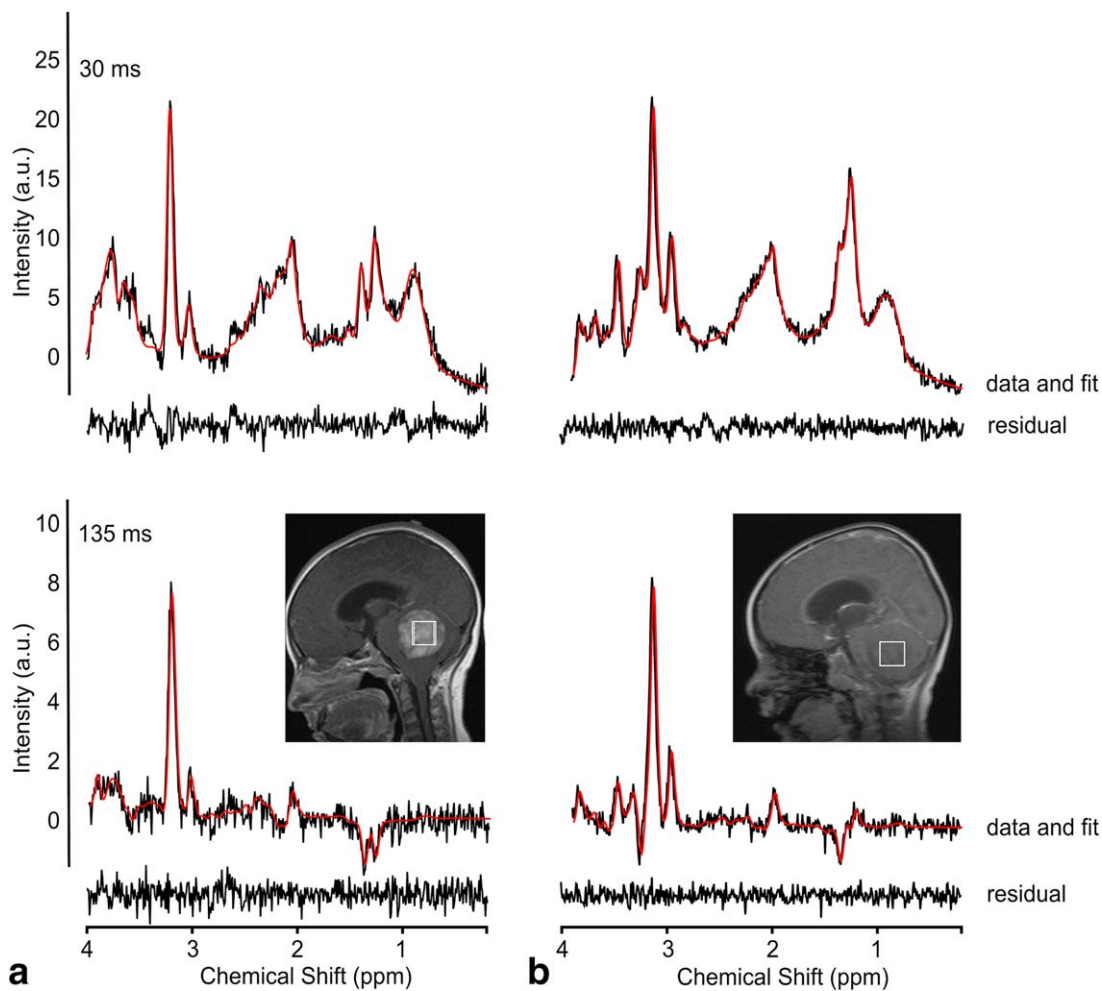 30 ms
Intensity (a.u.)
25
20
15
10
5
0
data and fit
residual
135 ms
Intensity (a.u.)
10
8
6
4
2
0
data and fit
residual
4 3 2 1
4 3 2 1
a Chemical Shift (ppm)
b Chemical Shift (ppm)